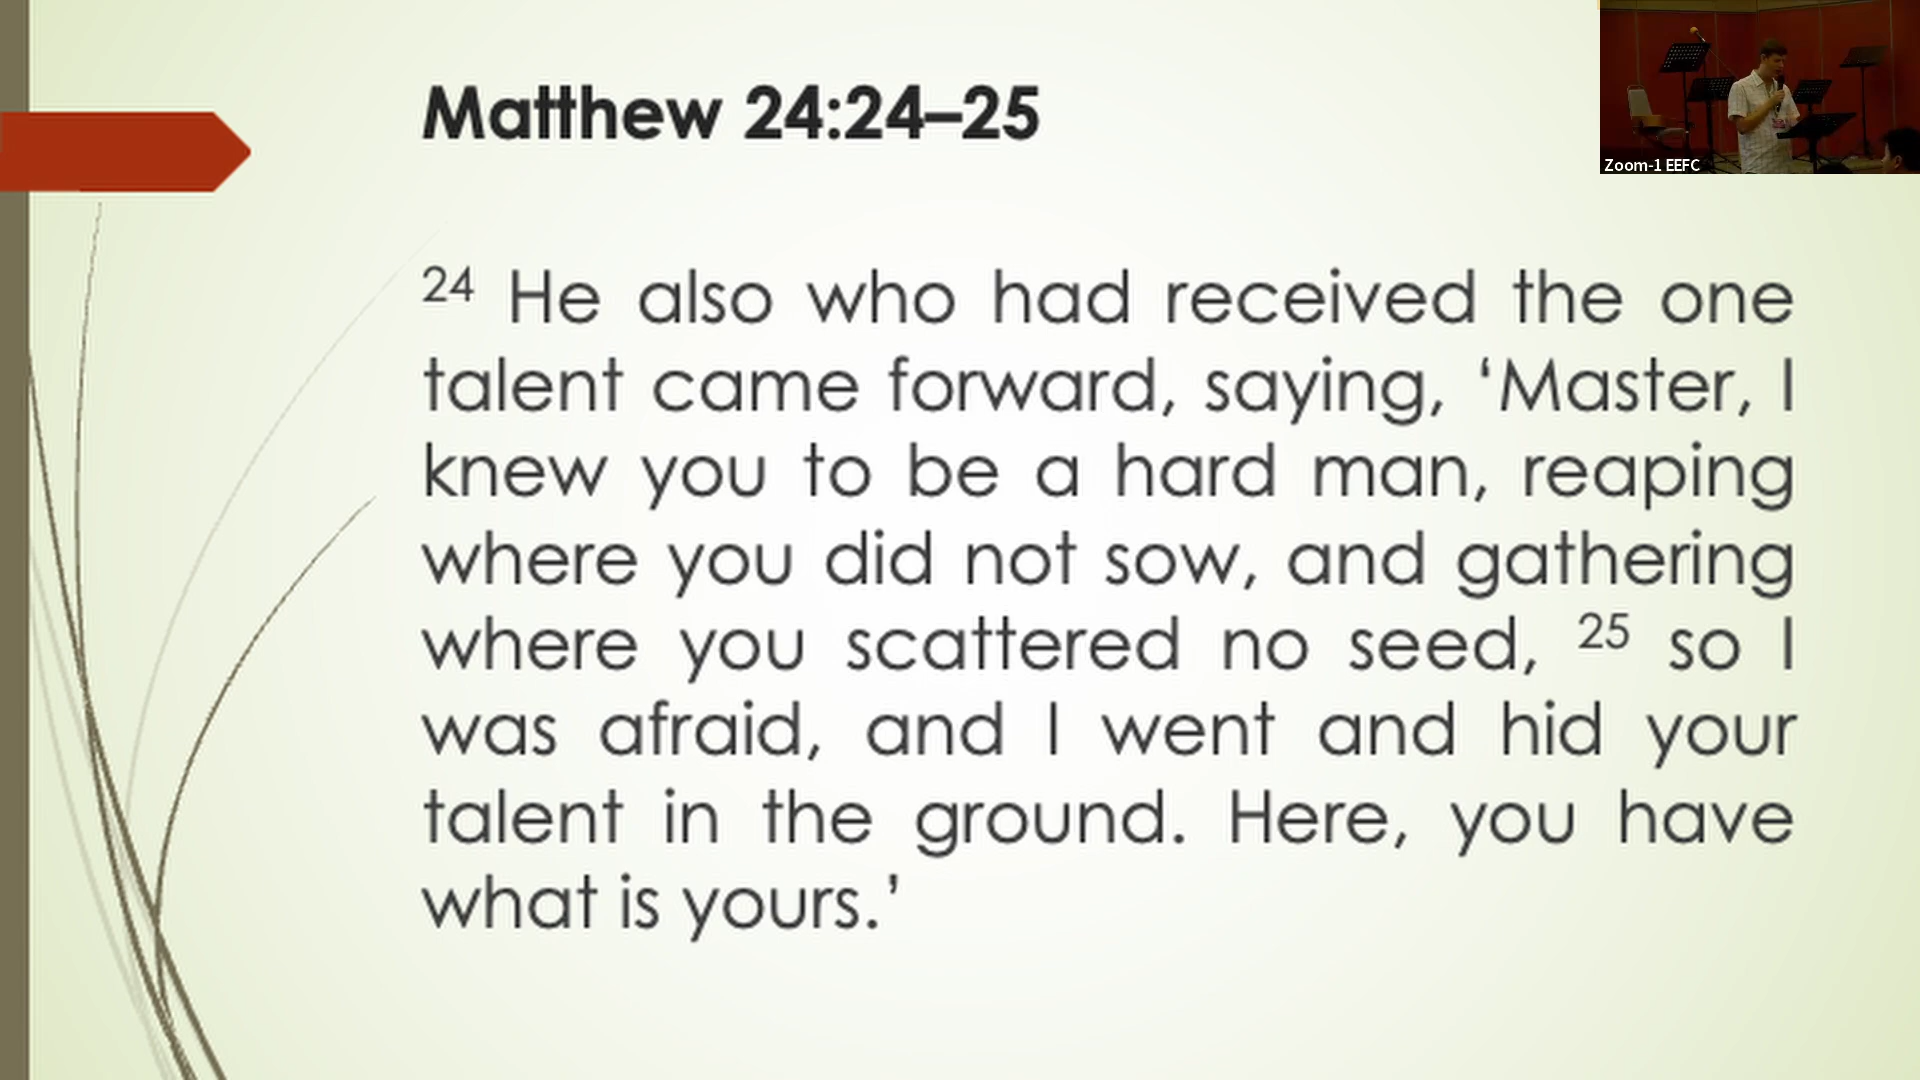 Matthew 24:24–25
Zoom-1 EEFC
24 He also who had received the one
talent came forward, saying, ‘Master, I
knew you to be a hard man, reaping
where you did not sow, and gathering
where you scattered no seed, 25 so I
was afraid, and I went and hid your
talent in the ground. Here, you have
what is yours.’